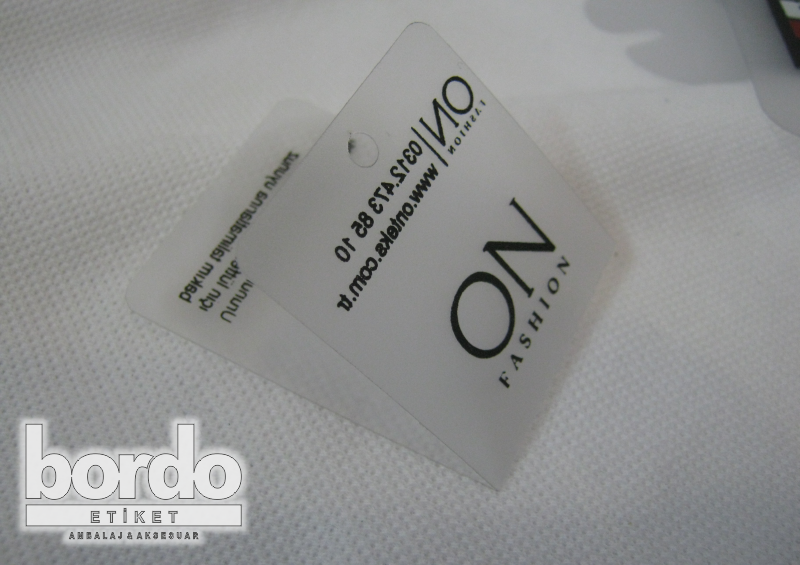 ON
FASHION
ON
FASHION
0312.473 85 10
www.onteks.com.tr
bordo
ETİKET
AMBALAJ & AKSESUAR